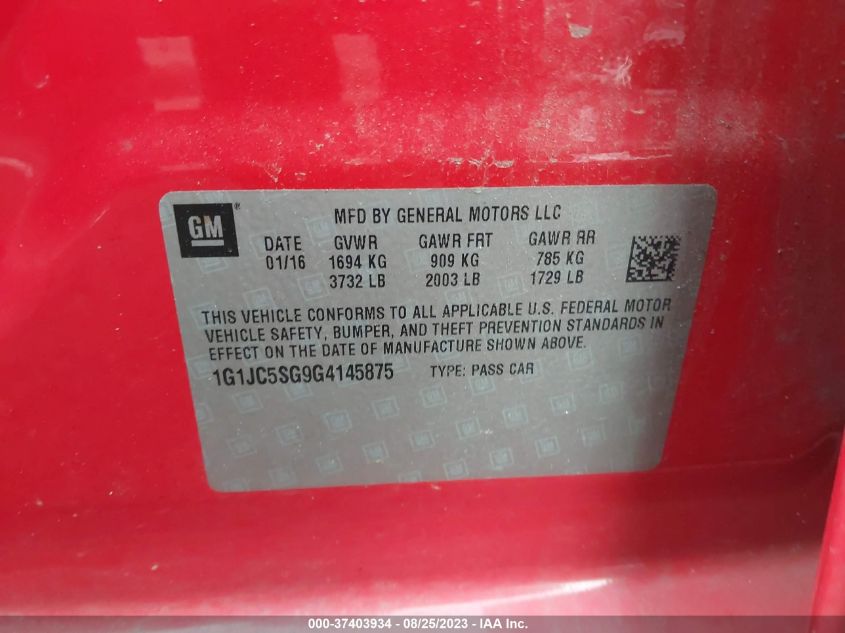 GM ®
MFD BY GENERAL MOTORS LLC
DATE GVWR GAWR FRT GAWR RR
01/16 1694 KG 909 KG 785 KG
3732 LB 2003 LB 1729 LB
THIS VEHICLE CONFORMS TO ALL APPLICABLE U.S. FEDERAL MOTOR
VEHICLE SAFETY, BUMPER, AND THEFT PREVENTION STANDARDS IN
EFFECT ON THE DATE OF MANUFACTURE SHOWN ABOVE.
1G1JC5SG9G4145875 TYPE: PASS CAR
000-37403934 - 08/25/2023 - IAA Inc.